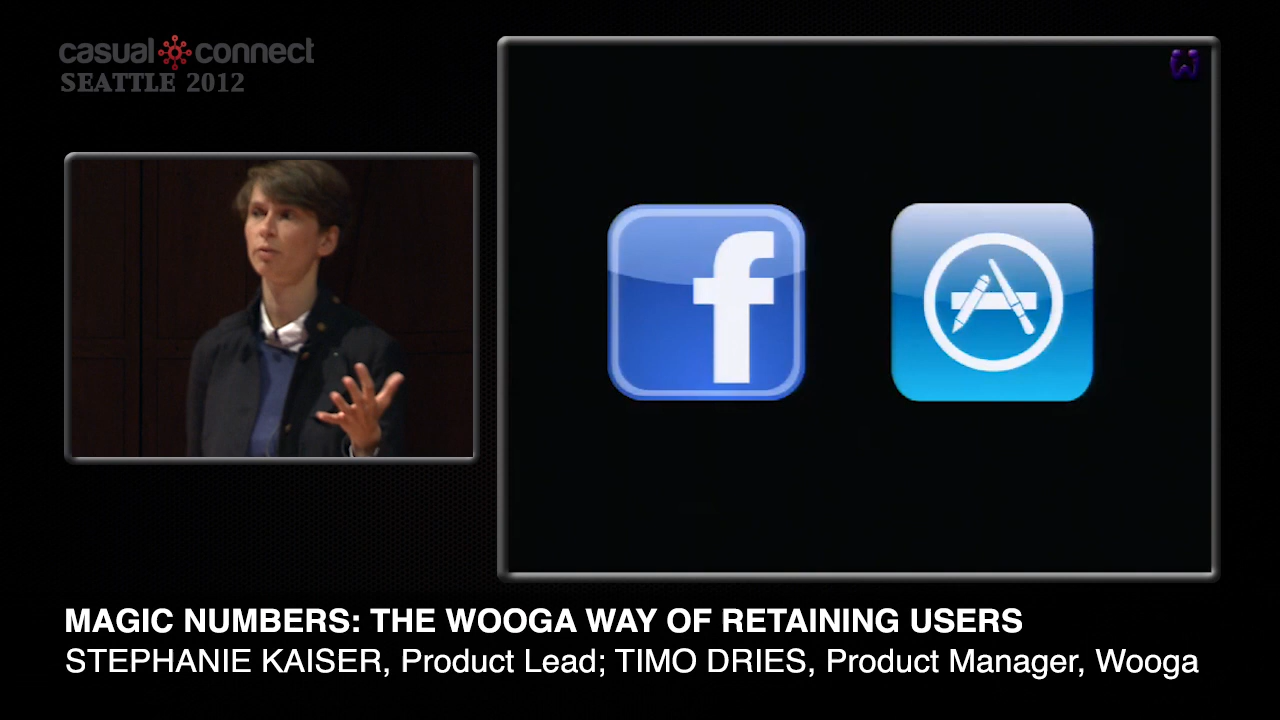 casual connect
SEATTLE 2012
f
MAGIC NUMBERS: THE WOOGA WAY OF RETAINING USERS
STEPHANIE KAISER, Product Lead; TIMO DRIES, Product Manager, Wooga